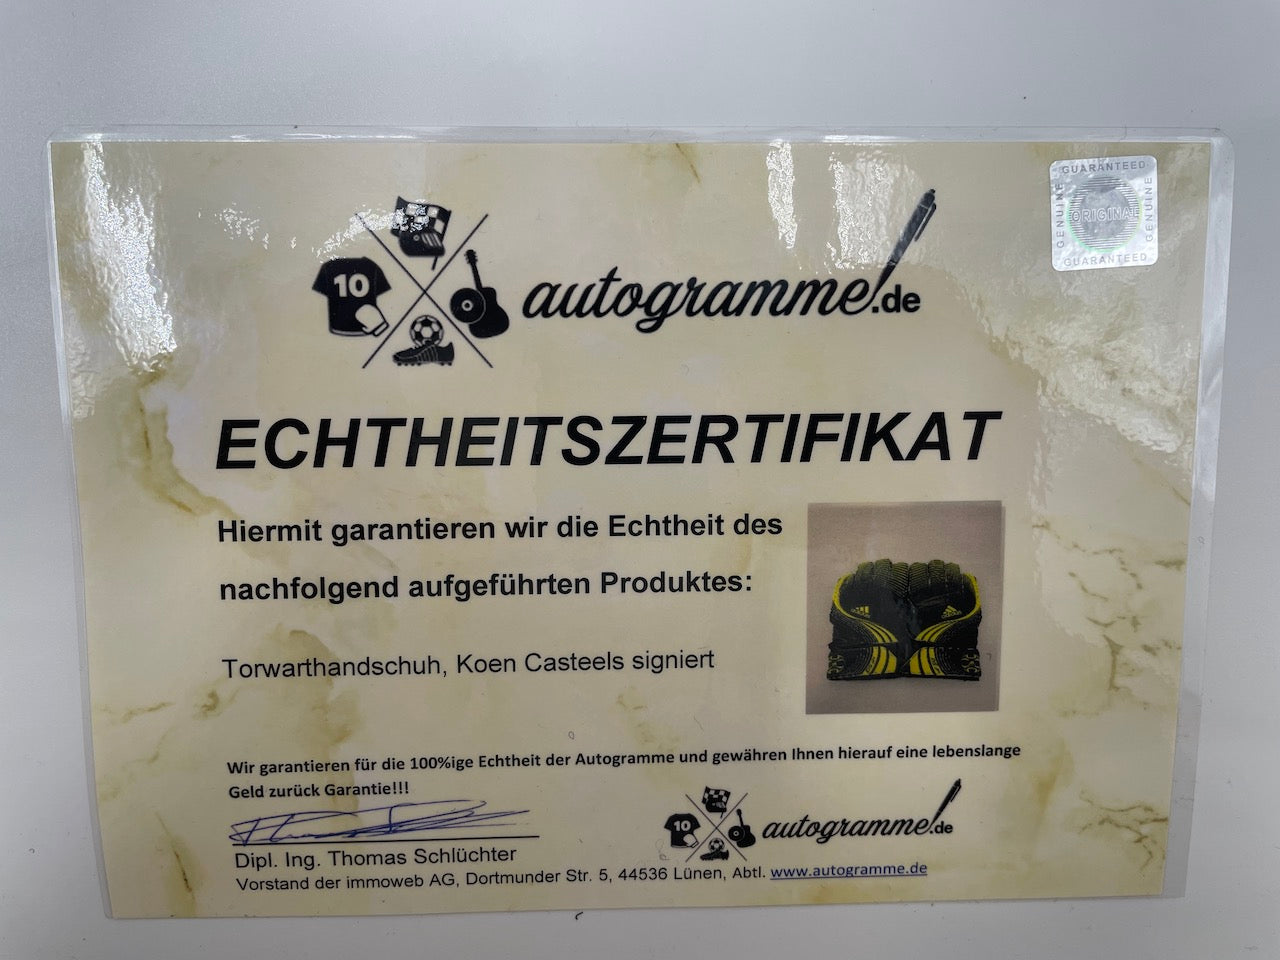 GUARANTEED
GENUINE
ORIGINAL
GENUINE
GUARANTEED
10
autogramme.de
ECHTHEITSZERTIFIKAT
Hiermit garantieren wir die Echtheit des
nachfolgend aufgeführten Produktes:
Torwarthandschuh, Koen Casteels signiert
adidas
adidas
Wir garantieren für die 100%ige Echtheit der Autogramme und gewähren Ihnen hierauf eine lebenslange
Geld zurück Garantie!!!
10
autogramme.de
Dipl. Ing. Thomas Schlüchter
Vorstand der immoweb AG, Dortmunder Str. 5, 44536 Lünen, Abtl. www.autogramme.de